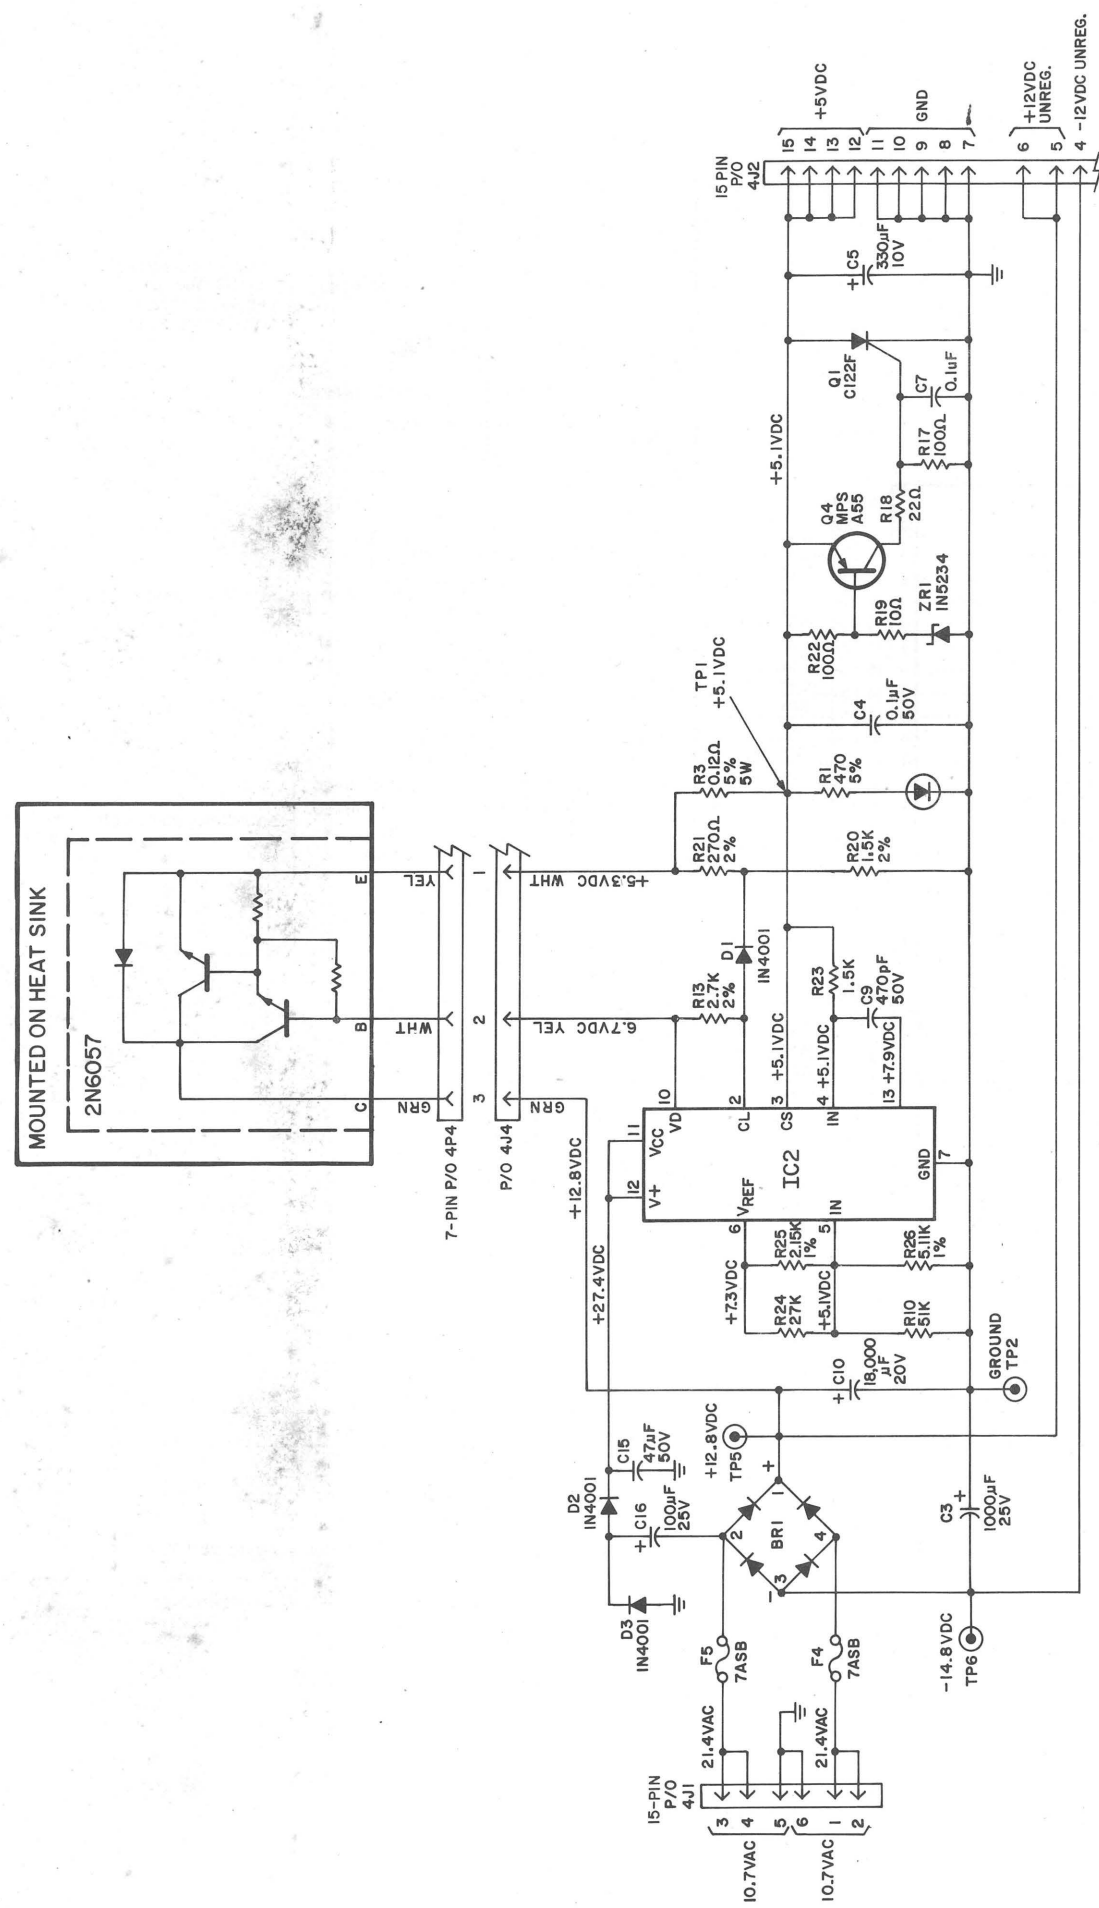 MOUNTED ON HEAT SINK
2N6057
C
B
E
GRN
WHT
YEL
7-PIN P/O 4P4
P/O 4J4
3
2
1
GRN
6.7VDC YEL
+5.3VDC WHT
+12.8VDC
+27.4VDC
D3
IN4001
D2
IN4001
C16
+
100µF
25V
C15
47µF
50V
15-PIN
P/O
4J1
3
4
5
6
1
2
10.7VAC
10.7VAC
21.4VAC
21.4VAC
F5
7ASB
F4
7ASB
BR1
1
2
3
4
+
-
+12.8VDC
TP5
-14.8VDC
TP6
C3
+
1000µF
25V
GROUND
TP2
+
C10
18,000
µF
20V
+7.3VDC
R24
27K
R25
2.15K
1%
+5.1VDC
R10
51K
R26
5.11K
1%
12
11
V+
VCC
6
VREF
5
IN
IC2
10
VD
2
CL
3
CS
4
IN
13
GND
7
+5.1VDC
+5.1VDC
+7.9VDC
R13
2.7K
2%
D1
IN4001
R23
1.5K
C9
470pF
50V
R21
270Ω
2%
R3
0.12Ω
5%
5W
R20
1.5K
2%
R1
470
5%
TP1
+5.1VDC
C4
0.1µF
50V
R22
100Ω
R19
10Ω
ZR1
IN5234
Q4
MPS
A55
R18
22Ω
R17
100Ω
C7
0.1uF
+5.1VDC
Q1
C122F
+
C5
330µF
10V
15 PIN
P/O
4J2
15
14
13
12
11
10
9
8
7
6
5
4
+5VDC
GND
+12VDC
UNREG.
-12VDC UNREG.